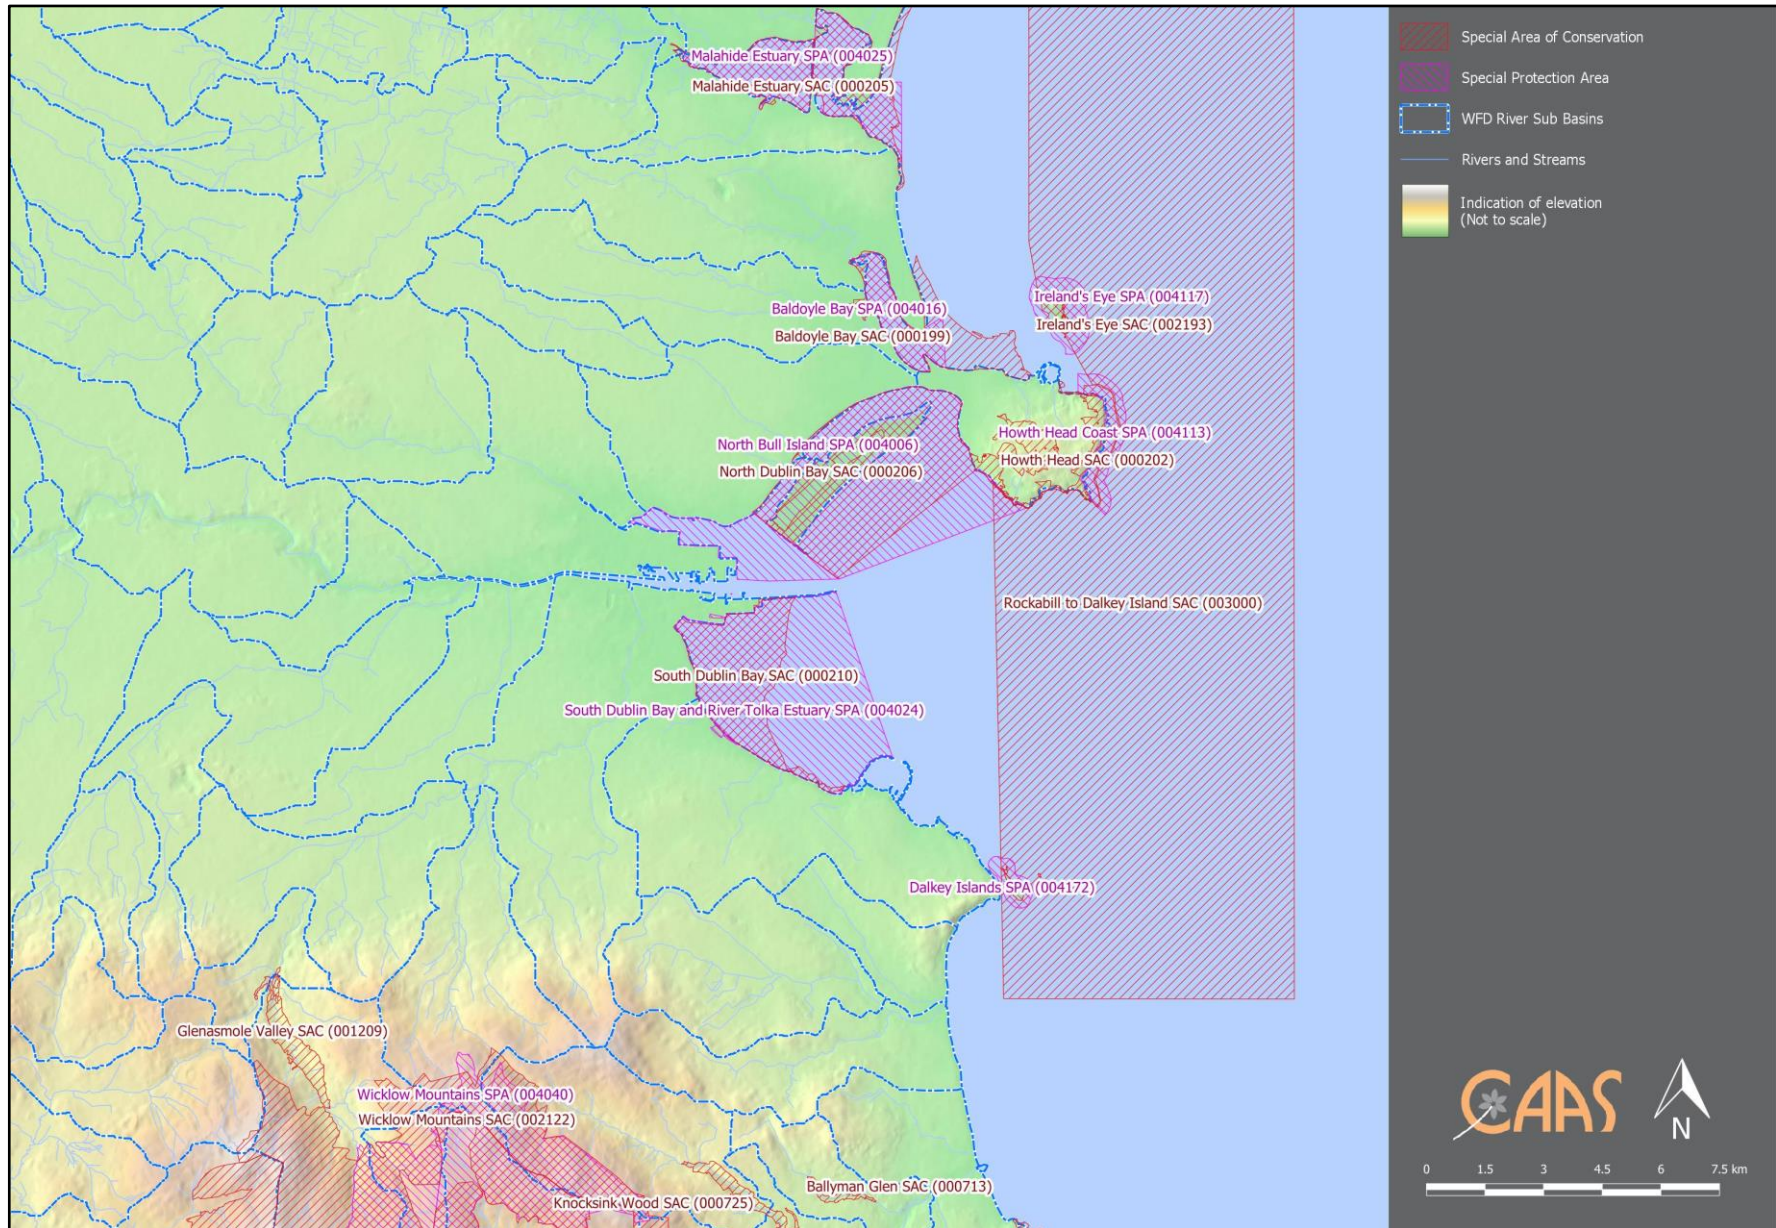 Malahide Estuary SPA (004025)
Malahide Estuary SAC (000205)
Ireland's Eye SPA (004117)
Ireland's Eye SAC (002193)
Baldoyle Bay SPA (004016)
Baldoyle Bay SAC (000199)
Howth Head Coast SPA (004113)
Howth Head SAC (000202)
North Bull Island SPA (004006)
North Dublin Bay SAC (000206)
Rockabill to Dalkey Island SAC (003000)
South Dublin Bay SAC (000210)
South Dublin Bay and River Tolka Estuary SPA (004024)
Dalkey Islands SPA (004172)
Glenasmole Valley SAC (001209)
Wicklow Mountains SPA (004040)
Wicklow Mountains SAC (002122)
Ballyman Glen SAC (000713)
Knocksink Wood SAC (000725)
Special Area of Conservation
Special Protection Area
WFD River Sub Basins
Rivers and Streams
Indication of elevation
(Not to scale)
CAAS
N
0 1.5 3 4.5 6 7.5 km